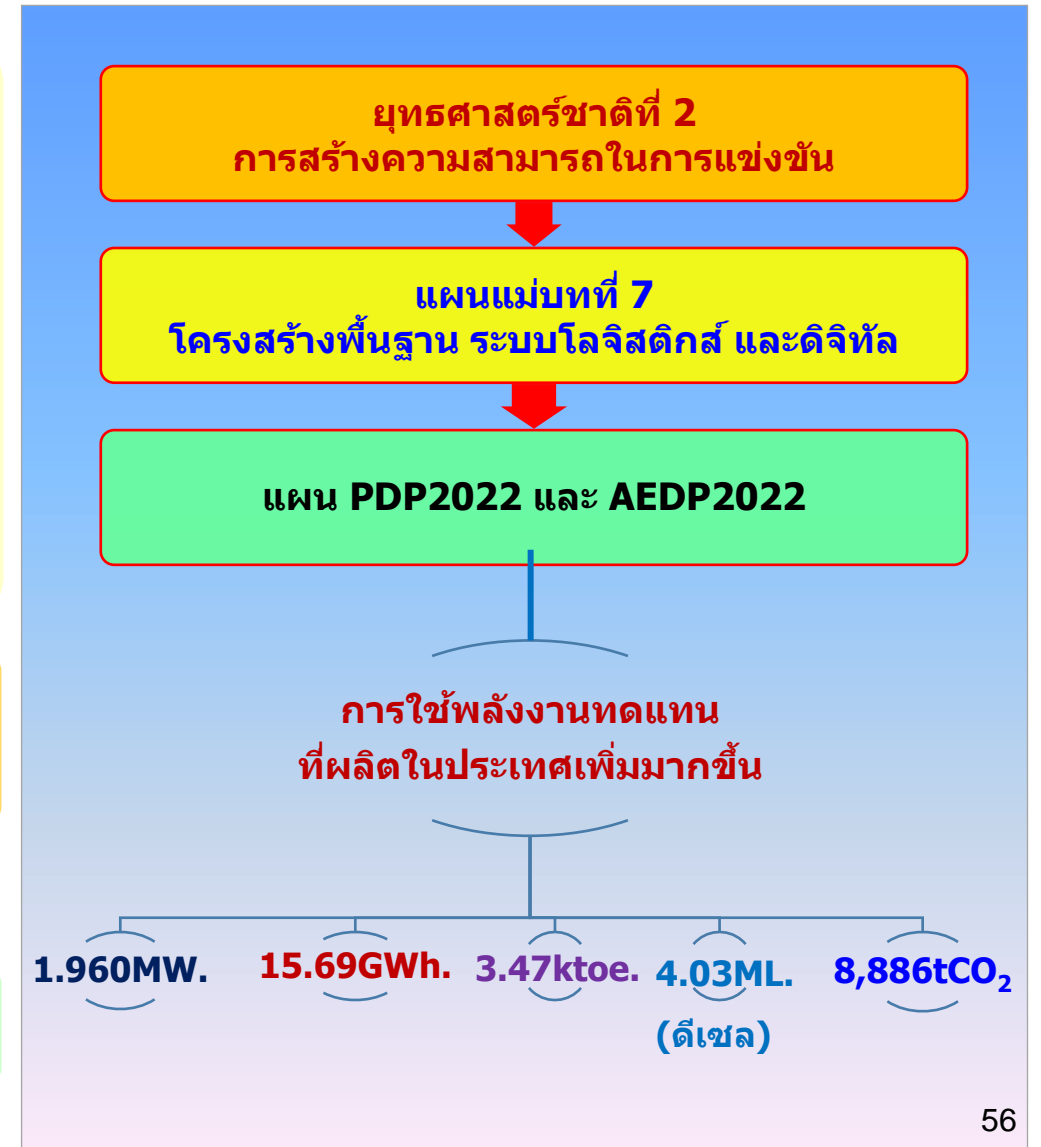 ยุทธศาสตร์ชาติที่ 2
การสร้างความสามารถในการแข่งขัน
แผนแม่บทที่ 7
โครงสร้างพื้นฐาน ระบบโลจิสติกส์ และดิจิทัล
แผน PDP2022 และ AEDP2022
การใช้พลังงานทดแทน
ที่ผลิตในประเทศเพิ่มมากขึ้น
1.960MW. 15.69GWh. 3.47ktoe. 4.03ML. 8,886tCO₂
(ดีเซล)
56